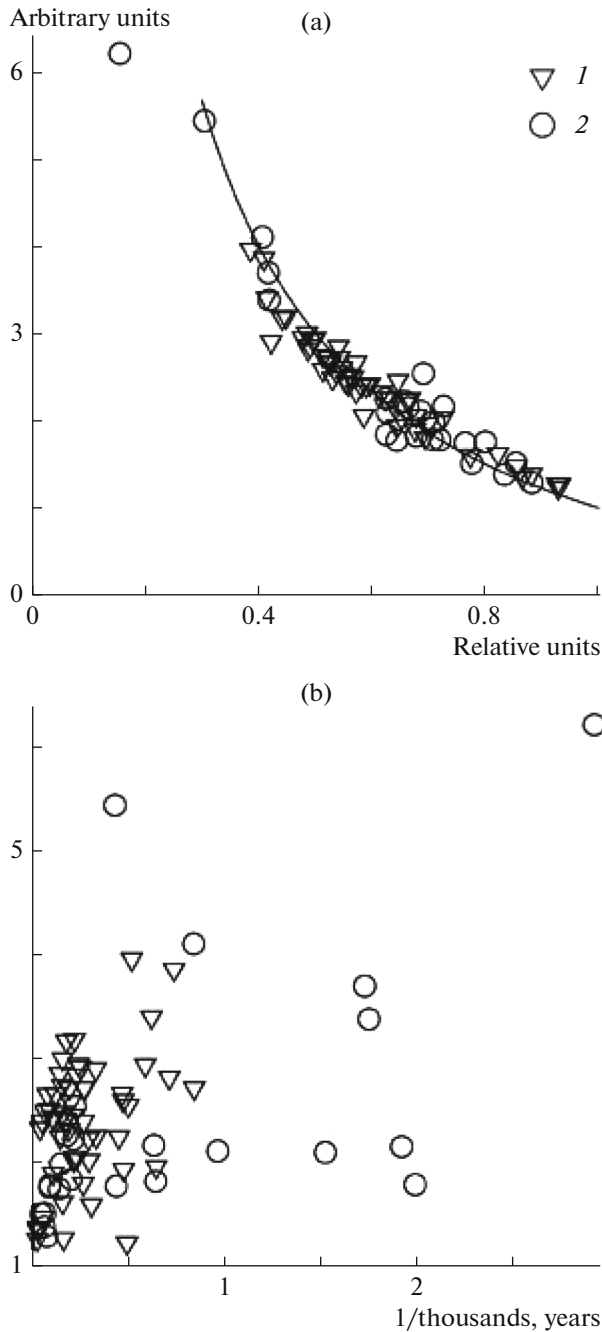 Arbitrary units
(a)
6
1
2
3
0
0
0.4
0.8
Relative units
(b)
5
1
1
2
1/thousands, years